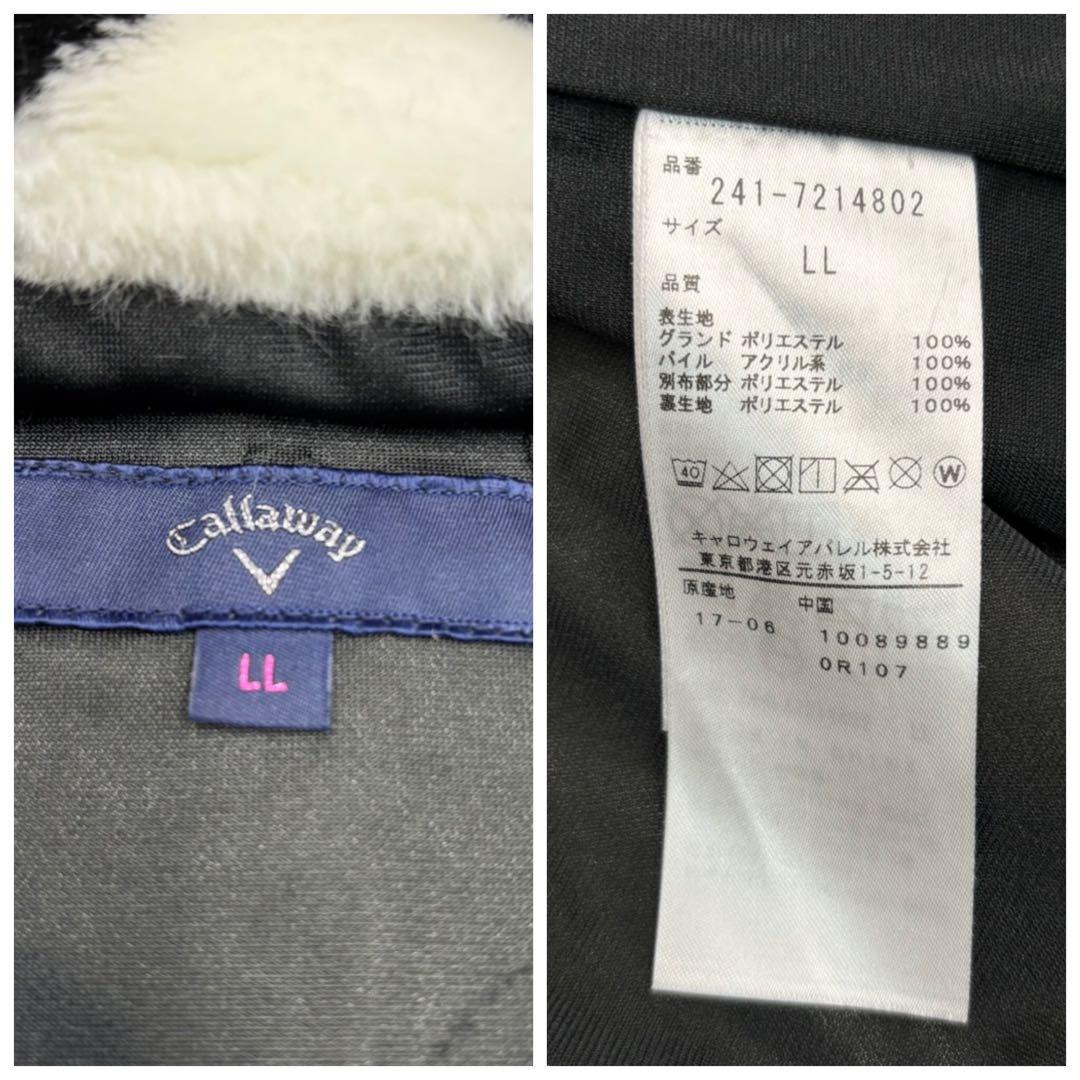 Callaway
LL
品番
241-7214802
サイズ
LL
品質
表生地
グランド ポリエステル 100%
パイル アクリル系 100%
別布部分 ポリエステル 100%
裏生地 ポリエステル 100%
40 W
キャロウェイアパレル株式会社
東京都港区元赤坂1-5-12
原産地 中国
17-06 10089889
0R107